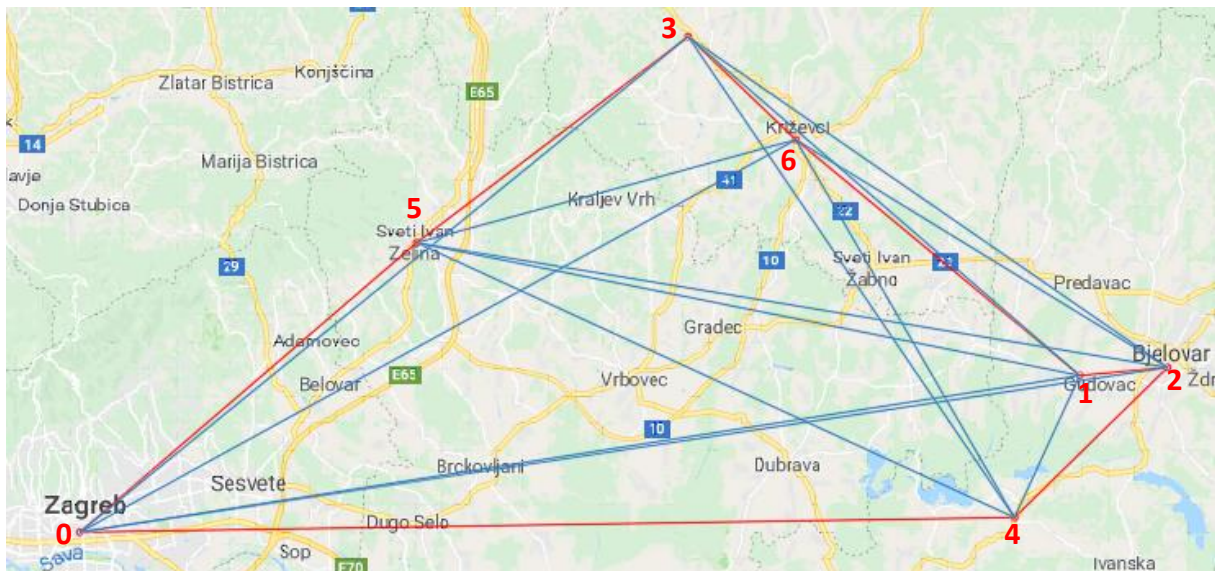 3
Zlatar Bistrica
Konjščina
E65
14
Križevci
avje
Marija Bistrica
6
41
Donja Stubica
Kraljev Vrh
5
22
Sveti Ivan
Zelina
29
10
Sveti Ivan
Žabna
21
Predavac
Gradec
Adamovec
Bjelovar
Belovar
E65
Vrbovec
2
Gudovac
Ždr
1
10
Brckovljani
Dubrava
Sesvete
Zagreb
0
Dugo Selo
4
Sava
Sop
E70
Ivanska